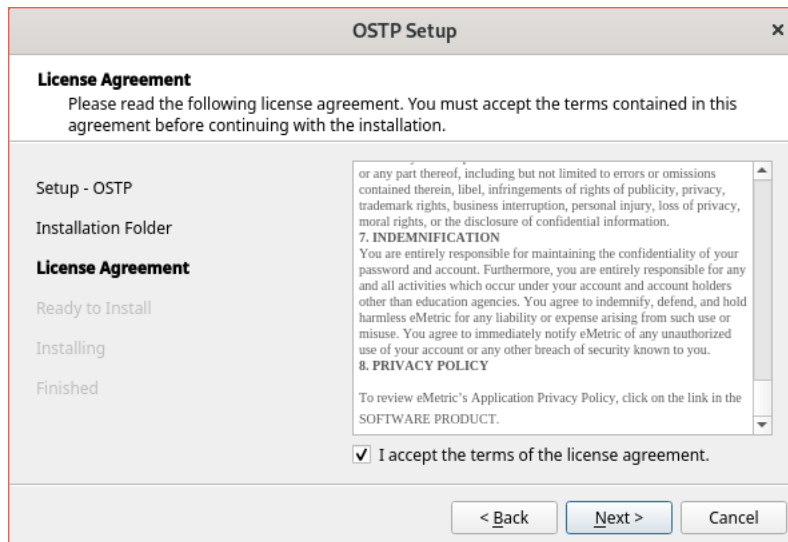 OSTP Setup
License Agreement
Please read the following license agreement. You must accept the terms contained in this
agreement before continuing with the installation.
Setup - OSTP
Installation Folder
License Agreement
Ready to Install
Installing
Finished
or any part thereof, including but not limited to errors or omissions
contained therein, libel, infringements of rights of publicity, privacy,
trademark rights, business interruption, personal injury, loss of privacy,
moral rights, or the disclosure of confidential information.
7. INDEMNIFICATION
You are entirely responsible for maintaining the confidentiality of your
password and account. Furthermore, you are entirely responsible for any
and all activities which occur under your account and account holders
other than education agencies. You agree to indemnify, defend, and hold
harmless eMetric for any liability or expense arising from such use or
misuse. You agree to immediately notify eMetric of any unauthorized
use of your account or any other breach of security known to you.
8. PRIVACY POLICY
To review eMetric's Application Privacy Policy, click on the link in the
SOFTWARE PRODUCT.
I accept the terms of the license agreement.
< Back
Next >
Cancel